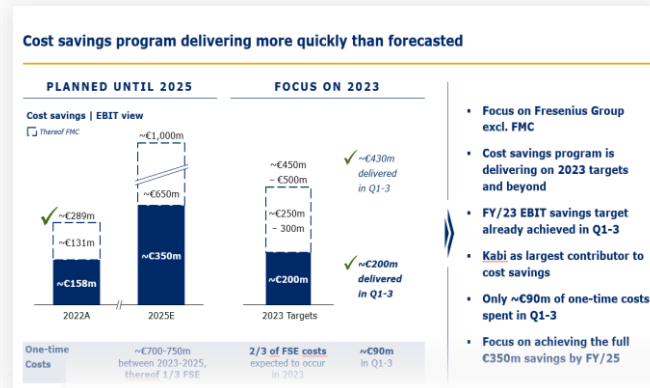 Cost savings program delivering more quickly than forecasted
PLANNED UNTIL 2025
Cost savings | EBIT view
Thereof FMC
~€1,000m
~€650m
~€289m
~€131m
~€350m
~€158m
2022A
2025E
FOCUS ON 2023
~€450m
– €500m
~€250m
– 300m
~€200m
2023 Targets
~€430m
delivered
in Q1-3
~€200m
delivered
in Q1-3
One-time
Costs
~€700-750m
between 2023-2025,
thereof 1/3 FSE
2/3 of FSE costs
expected to occur
in 2023
~€90m
in Q1-3
▪ Focus on Fresenius Group
excl. FMC
▪ Cost savings program is
delivering on 2023 targets
and beyond
▪ FY/23 EBIT savings target
already achieved in Q1-3
▪ Kabi as largest contributor to
cost savings
▪ Only ~€90m of one-time costs
spent in Q1-3
▪ Focus on achieving the full
€350m savings by FY/25